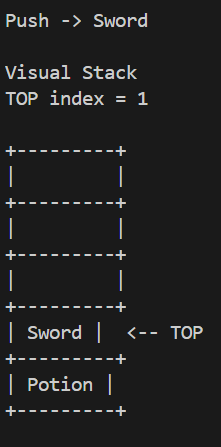 Push -> Sword
Visual Stack
TOP index = 1
+---------+
|         |
+---------+
|         |
+---------+
|         |
+---------+
| Sword |  <-- TOP
+---------+
| Potion |
+---------+